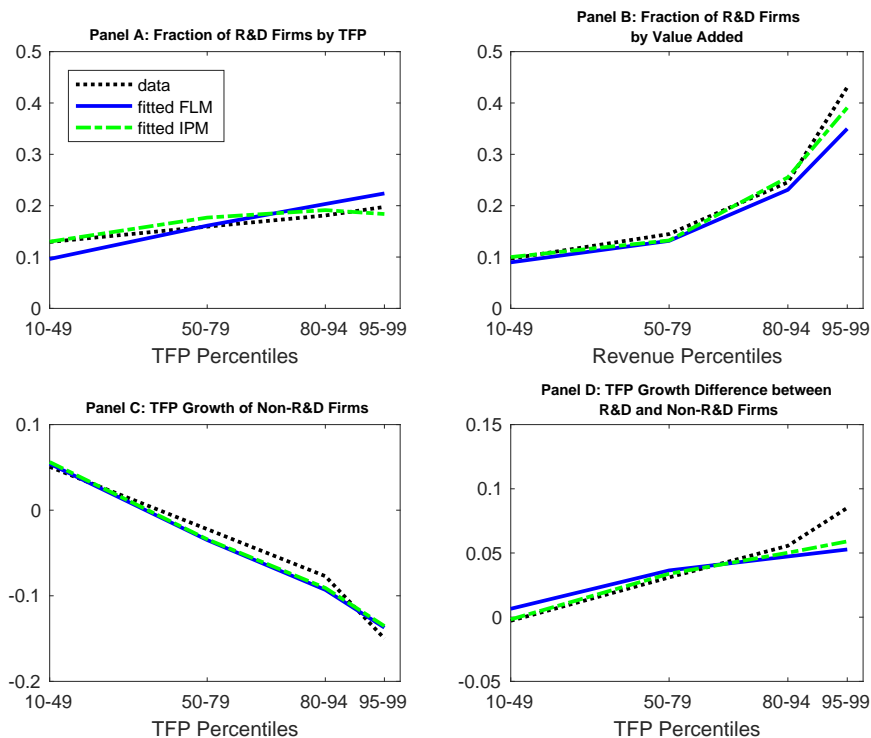 Panel A: Fraction of R&D Firms by TFP
0.5
0.4
0.3
0.2
0.1
0
data
fitted FLM
fitted IPM
10-49 50-79 80-94 95-99
TFP Percentiles
Panel B: Fraction of R&D Firms
by Value Added
0.5
0.4
0.3
0.2
0.1
0
10-49 50-79 80-94 95-99
Revenue Percentiles
Panel C: TFP Growth of Non-R&D Firms
0.1
0
-0.1
-0.2
10-49 50-79 80-94 95-99
TFP Percentiles
Panel D: TFP Growth Difference between
R&D and Non-R&D Firms
0.15
0.1
0.05
0
-0.05
10-49 50-79 80-94 95-99
TFP Percentiles